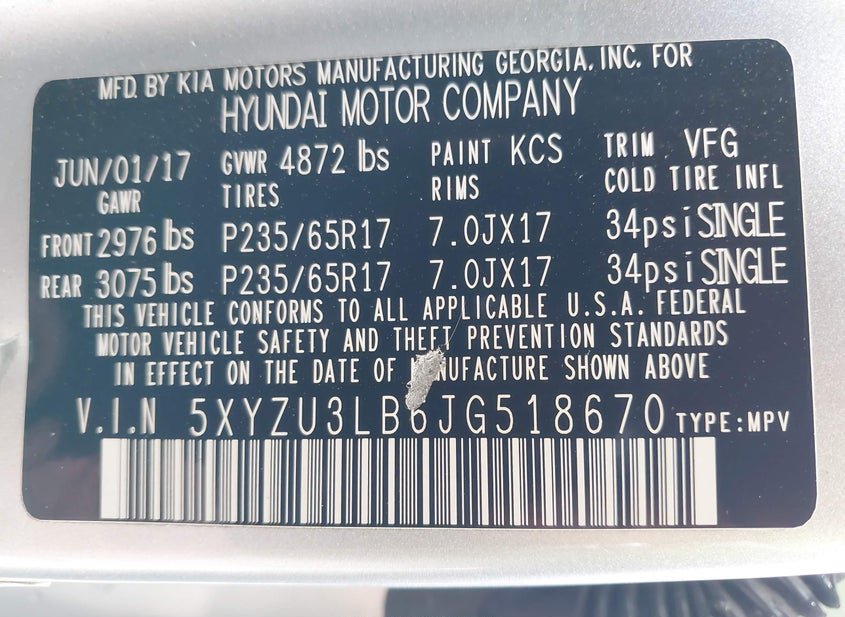 MFD. BY KIA MOTORS MANUFACTURING GEORGIA, INC. FOR
HYUNDAI MOTOR COMPANY
JUN/01/17 GVWR 4872 lbs PAINT KCS TRIM VFG
GAWR TIRES RIMS COLD TIRE INFL
FRONT 2976 lbs P235/65R17 7.0JX17 34psi SINGLE
REAR 3075 lbs P235/65R17 7.0JX17 34psi SINGLE
THIS VEHICLE CONFORMS TO ALL APPLICABLE U.S.A. FEDERAL
MOTOR VEHICLE SAFETY AND THEFT PREVENTION STANDARDS
IN EFFECT ON THE DATE OF MANUFACTURE SHOWN ABOVE
V.I.N 5XYZU3LB6JG518670 TYPE:MPV